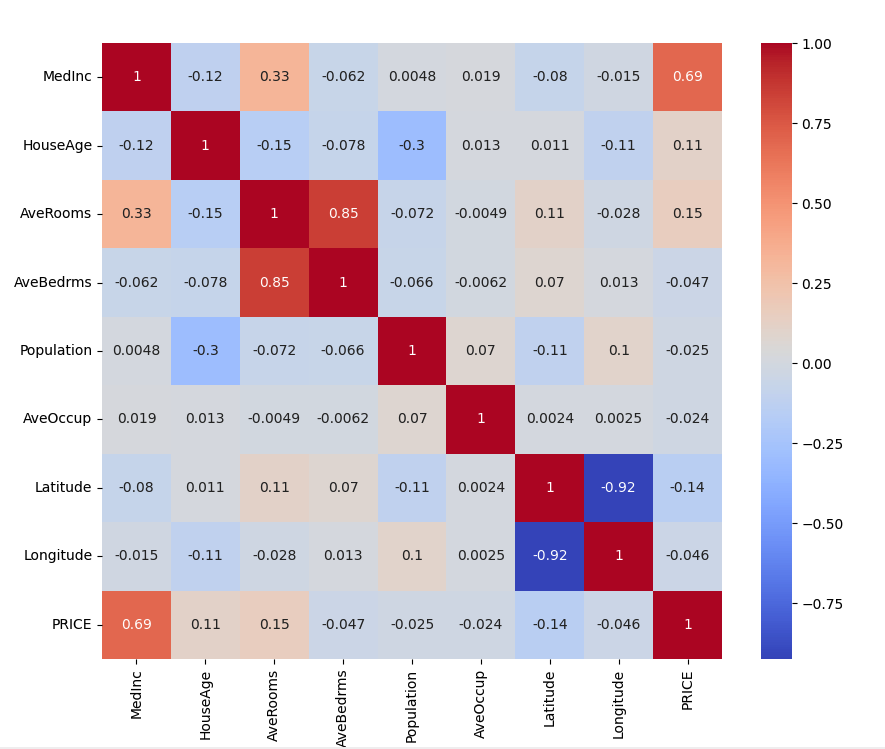 MedInc 1 -0.12 0.33 -0.062 0.0048 0.019 -0.08 -0.015 0.69
HouseAge -0.12 1 -0.15 -0.078 -0.3 0.013 0.011 -0.11 0.11
AveRooms 0.33 -0.15 1 0.85 -0.072 -0.0049 0.11 -0.028 0.15
AveBedrms -0.062 -0.078 0.85 1 -0.066 -0.0062 0.07 0.013 -0.047
Population 0.0048 -0.3 -0.072 -0.066 1 0.07 -0.11 0.1 -0.025
AveOccup 0.019 0.013 -0.0049 -0.0062 0.07 1 0.0024 0.0025 -0.024
Latitude -0.08 0.011 0.11 0.07 -0.11 0.0024 1 -0.92 -0.14
Longitude -0.015 -0.11 -0.028 0.013 0.1 0.0025 -0.92 1 -0.046
PRICE 0.69 0.11 0.15 -0.047 -0.025 -0.024 -0.14 -0.046 1
MedInc
HouseAge
AveRooms
AveBedrms
Population
AveOccup
Latitude
Longitude
PRICE
1.00
0.75
0.50
0.25
0.00
−0.25
−0.50
−0.75